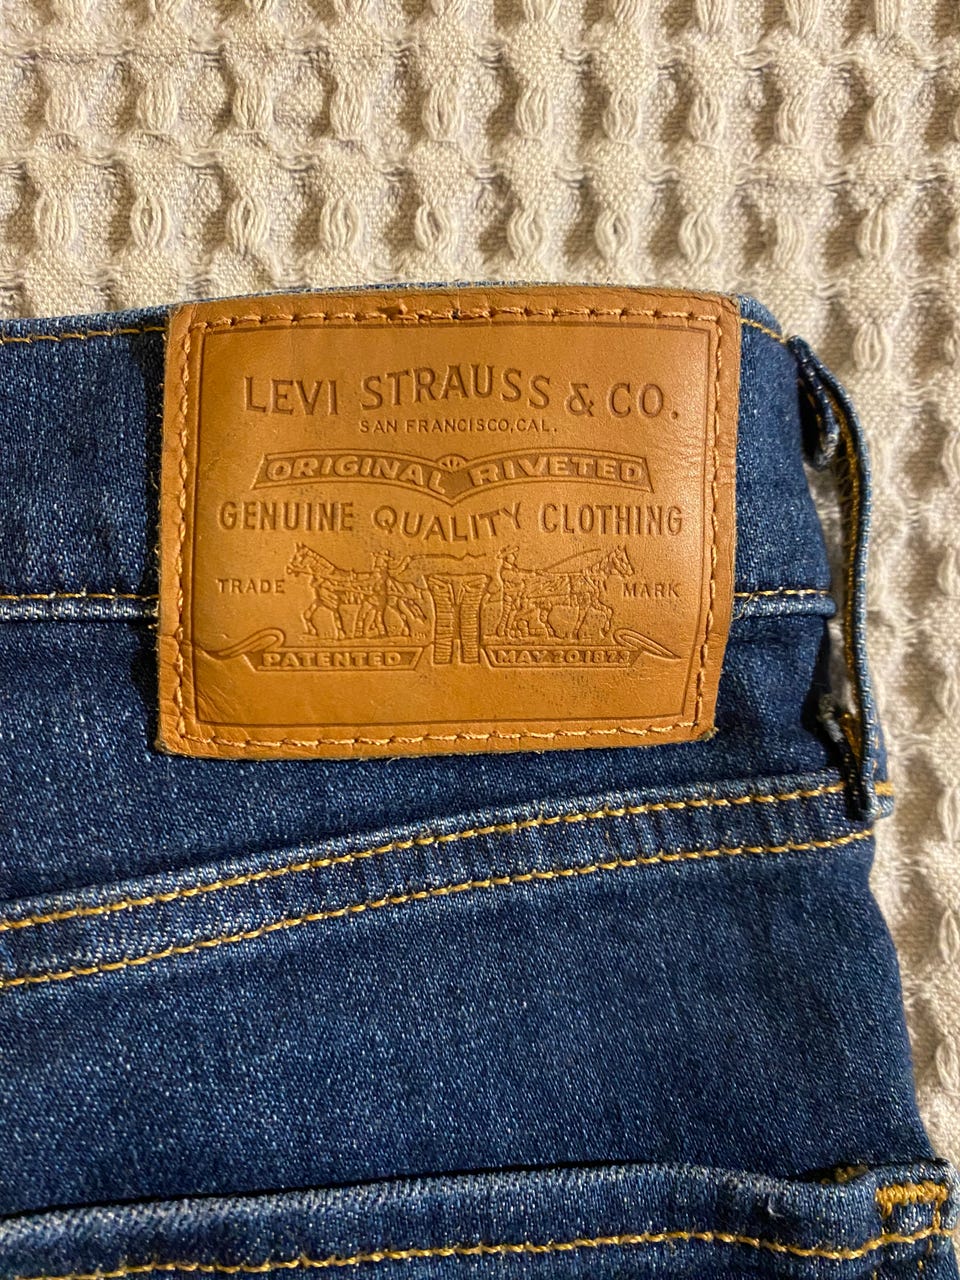 LEVI STRAUSS & CO.
SAN FRANCISCO, CAL.
ORIGINAL RIVETED
GENUINE QUALITY CLOTHING
TRADE MARK
PATENTED MAY 20 1873